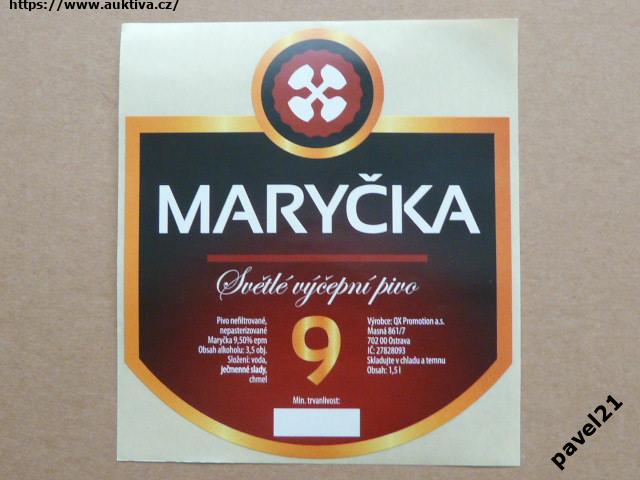 https://www.auktiva.cz/
MARYČKA
Světlé výčepní pivo
Pivo nefiltrované,
nepasterizované
Maryčka 9,50% epm
Obsah alkoholu: 3,5 obj.
Složení: voda,
ječmenné slady,
chmel
9
Výrobce: QX Promotion a.s.
Masná 861/7
702 00 Ostrava
IČ: 27828093
Skladujte v chladu a temnu
Obsah: 1,5 l
Min. trvanlivost:
pavel21